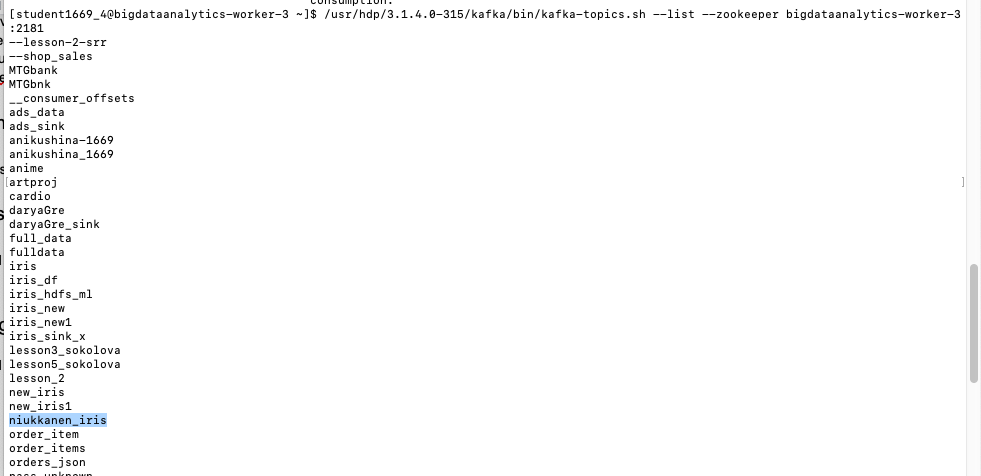 consumption.
[student1669_4@bigdataanalytics-worker-3 ~]$ /usr/hdp/3.1.4.0-315/kafka/bin/kafka-topics.sh --list --zookeeper bigdataanalytics-worker-3
:2181
--lesson-2-srr
--shop_sales
MTGbank
MTGbnk
__consumer_offsets
ads_data
ads_sink
anikushina-1669
anikushina_1669
anime
[artproj ]
cardio
daryaGre
daryaGre_sink
full_data
fulldata
iris
iris_df
iris_hdfs_ml
iris_new
iris_new1
iris_sink_x
lesson3_sokolova
lesson5_sokolova
lesson_2
new_iris
new_iris1
niukkanen_iris
order_item
order_items
orders_json
pass_unknown